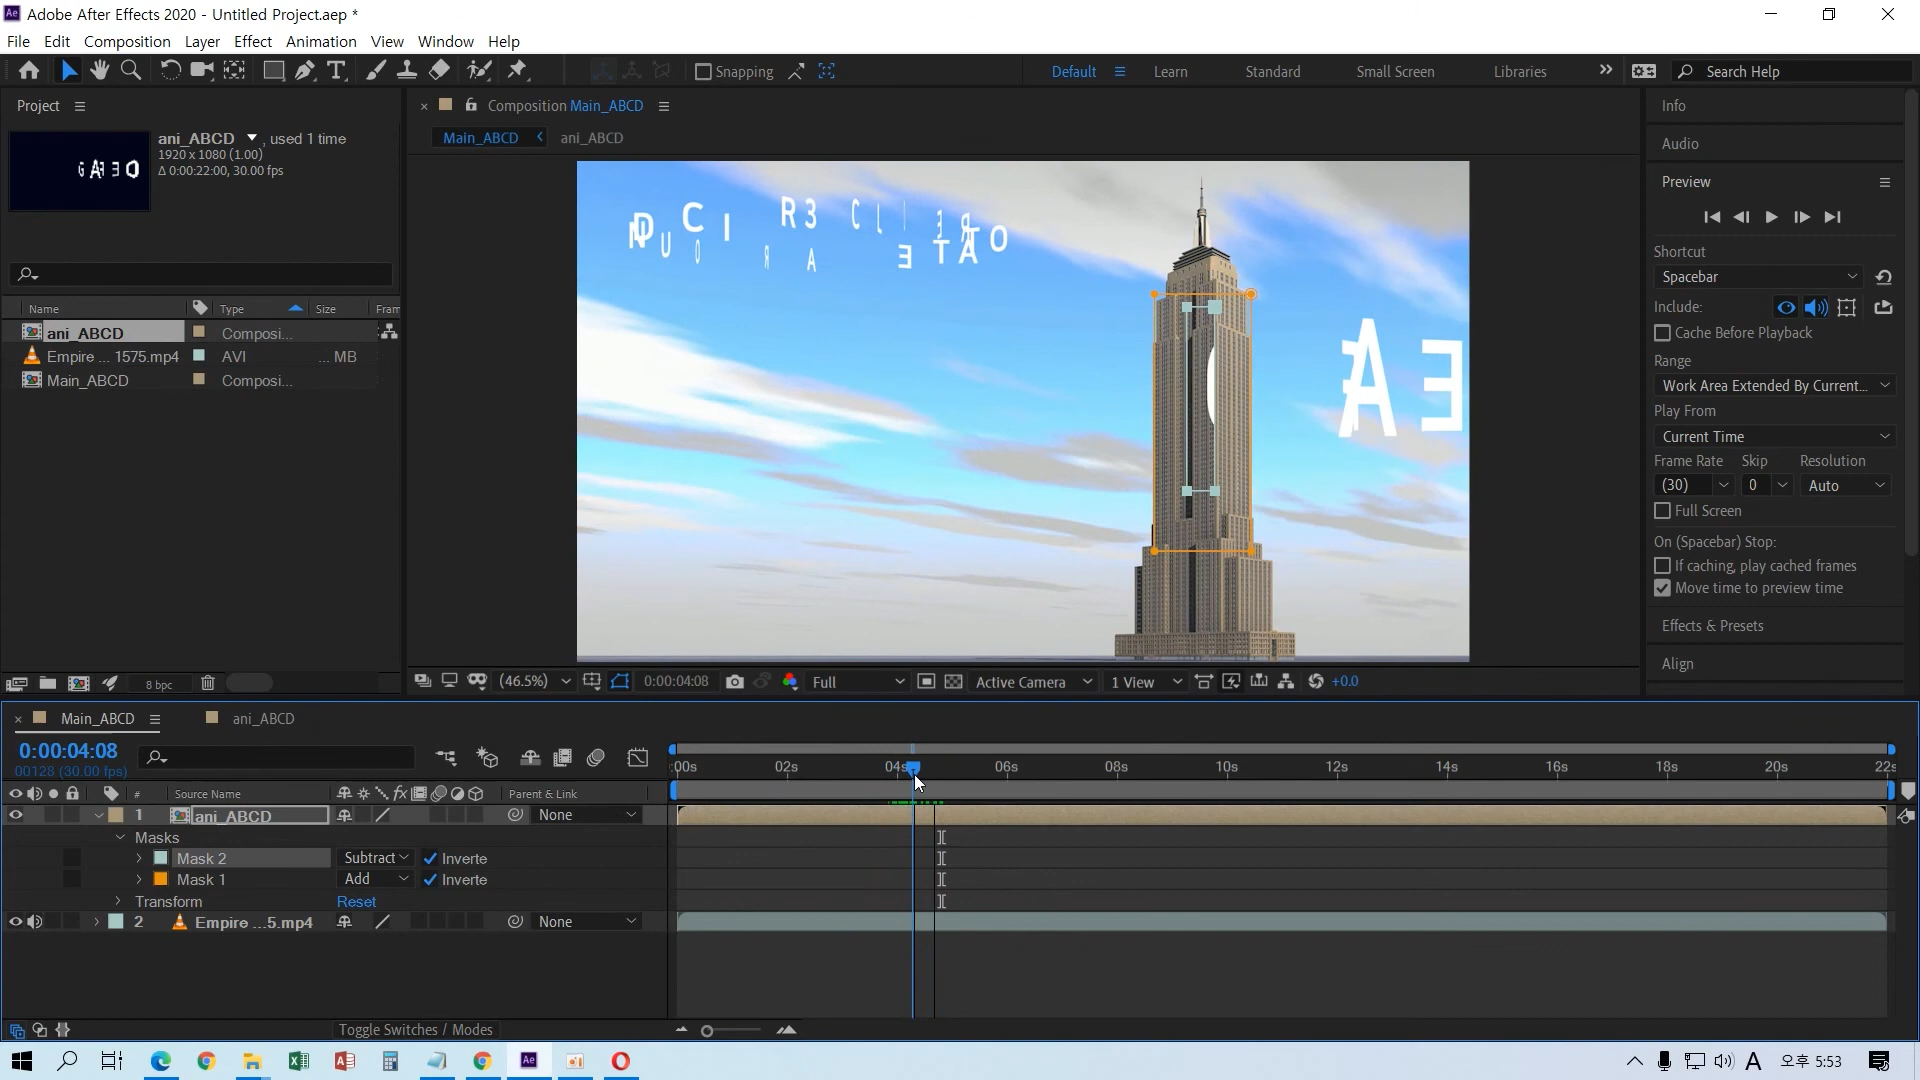 Adobe After Effects 2020 - Untitled Project.aep *
File Edit Composition Layer Effect Animation View Window Help
Snapping
Default Learn Standard Small Screen Libraries Search Help
Project
ani_ABCD , used 1 time
1920 x 1080 (1.00)
Δ 0:00:22:00, 30.00 fps
Name Type Size Fram
ani_ABCD Composi...
Empire ... 1575.mp4 AVI ... MB
Main_ABCD Composi...
8 bpc
Composition Main_ABCD
Main_ABCD ani_ABCD
(46.5%) 0:00:04:08 Full Active Camera 1 View +0.0
Info
Audio
Preview
Shortcut
Spacebar
Include:
Cache Before Playback
Range
Work Area Extended By Current...
Play From
Current Time
Frame Rate Skip Resolution
(30) 0 Auto
Full Screen
On (Spacebar) Stop:
If caching, play cached frames
Move time to preview time
Effects & Presets
Align
Main_ABCD ani_ABCD
0:00:04:08
00128 (30.00 fps)
:00s 02s 04s 06s 08s 10s 12s 14s 16s 18s 20s 22s
# Source Name fx Parent & Link
1 ani_ABCD None
Masks
Mask 2 Subtract Inverte
Mask 1 Add Inverte
Transform Reset
2 Empire ...5.mp4 None
Toggle Switches / Modes
A 오후 5:53